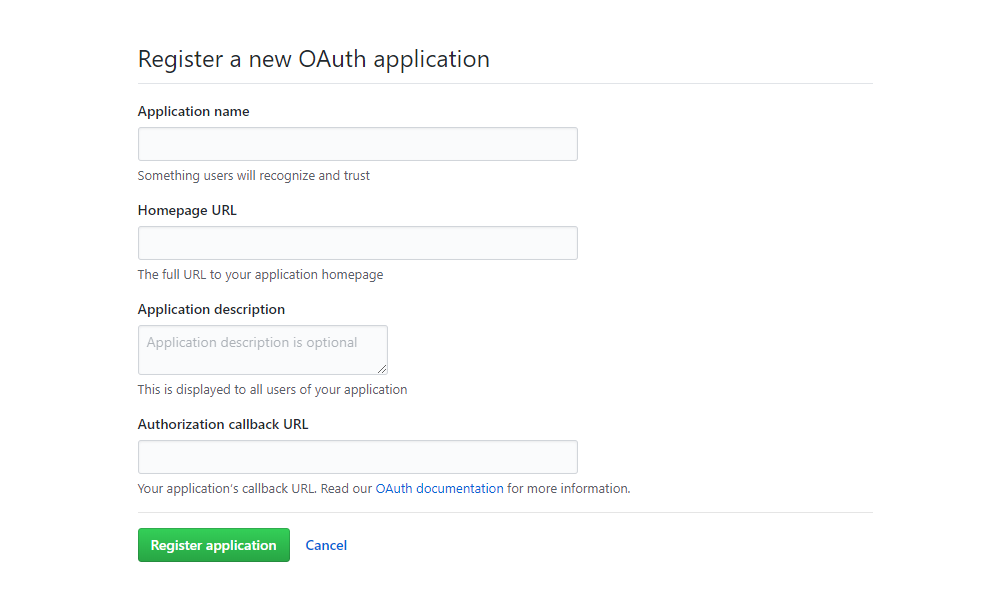 Register a new OAuth application
Application name
Something users will recognize and trust
Homepage URL
The full URL to your application homepage
Application description
Application description is optional
This is displayed to all users of your application
Authorization callback URL
Your application's callback URL. Read our OAuth documentation for more information.
Register application Cancel